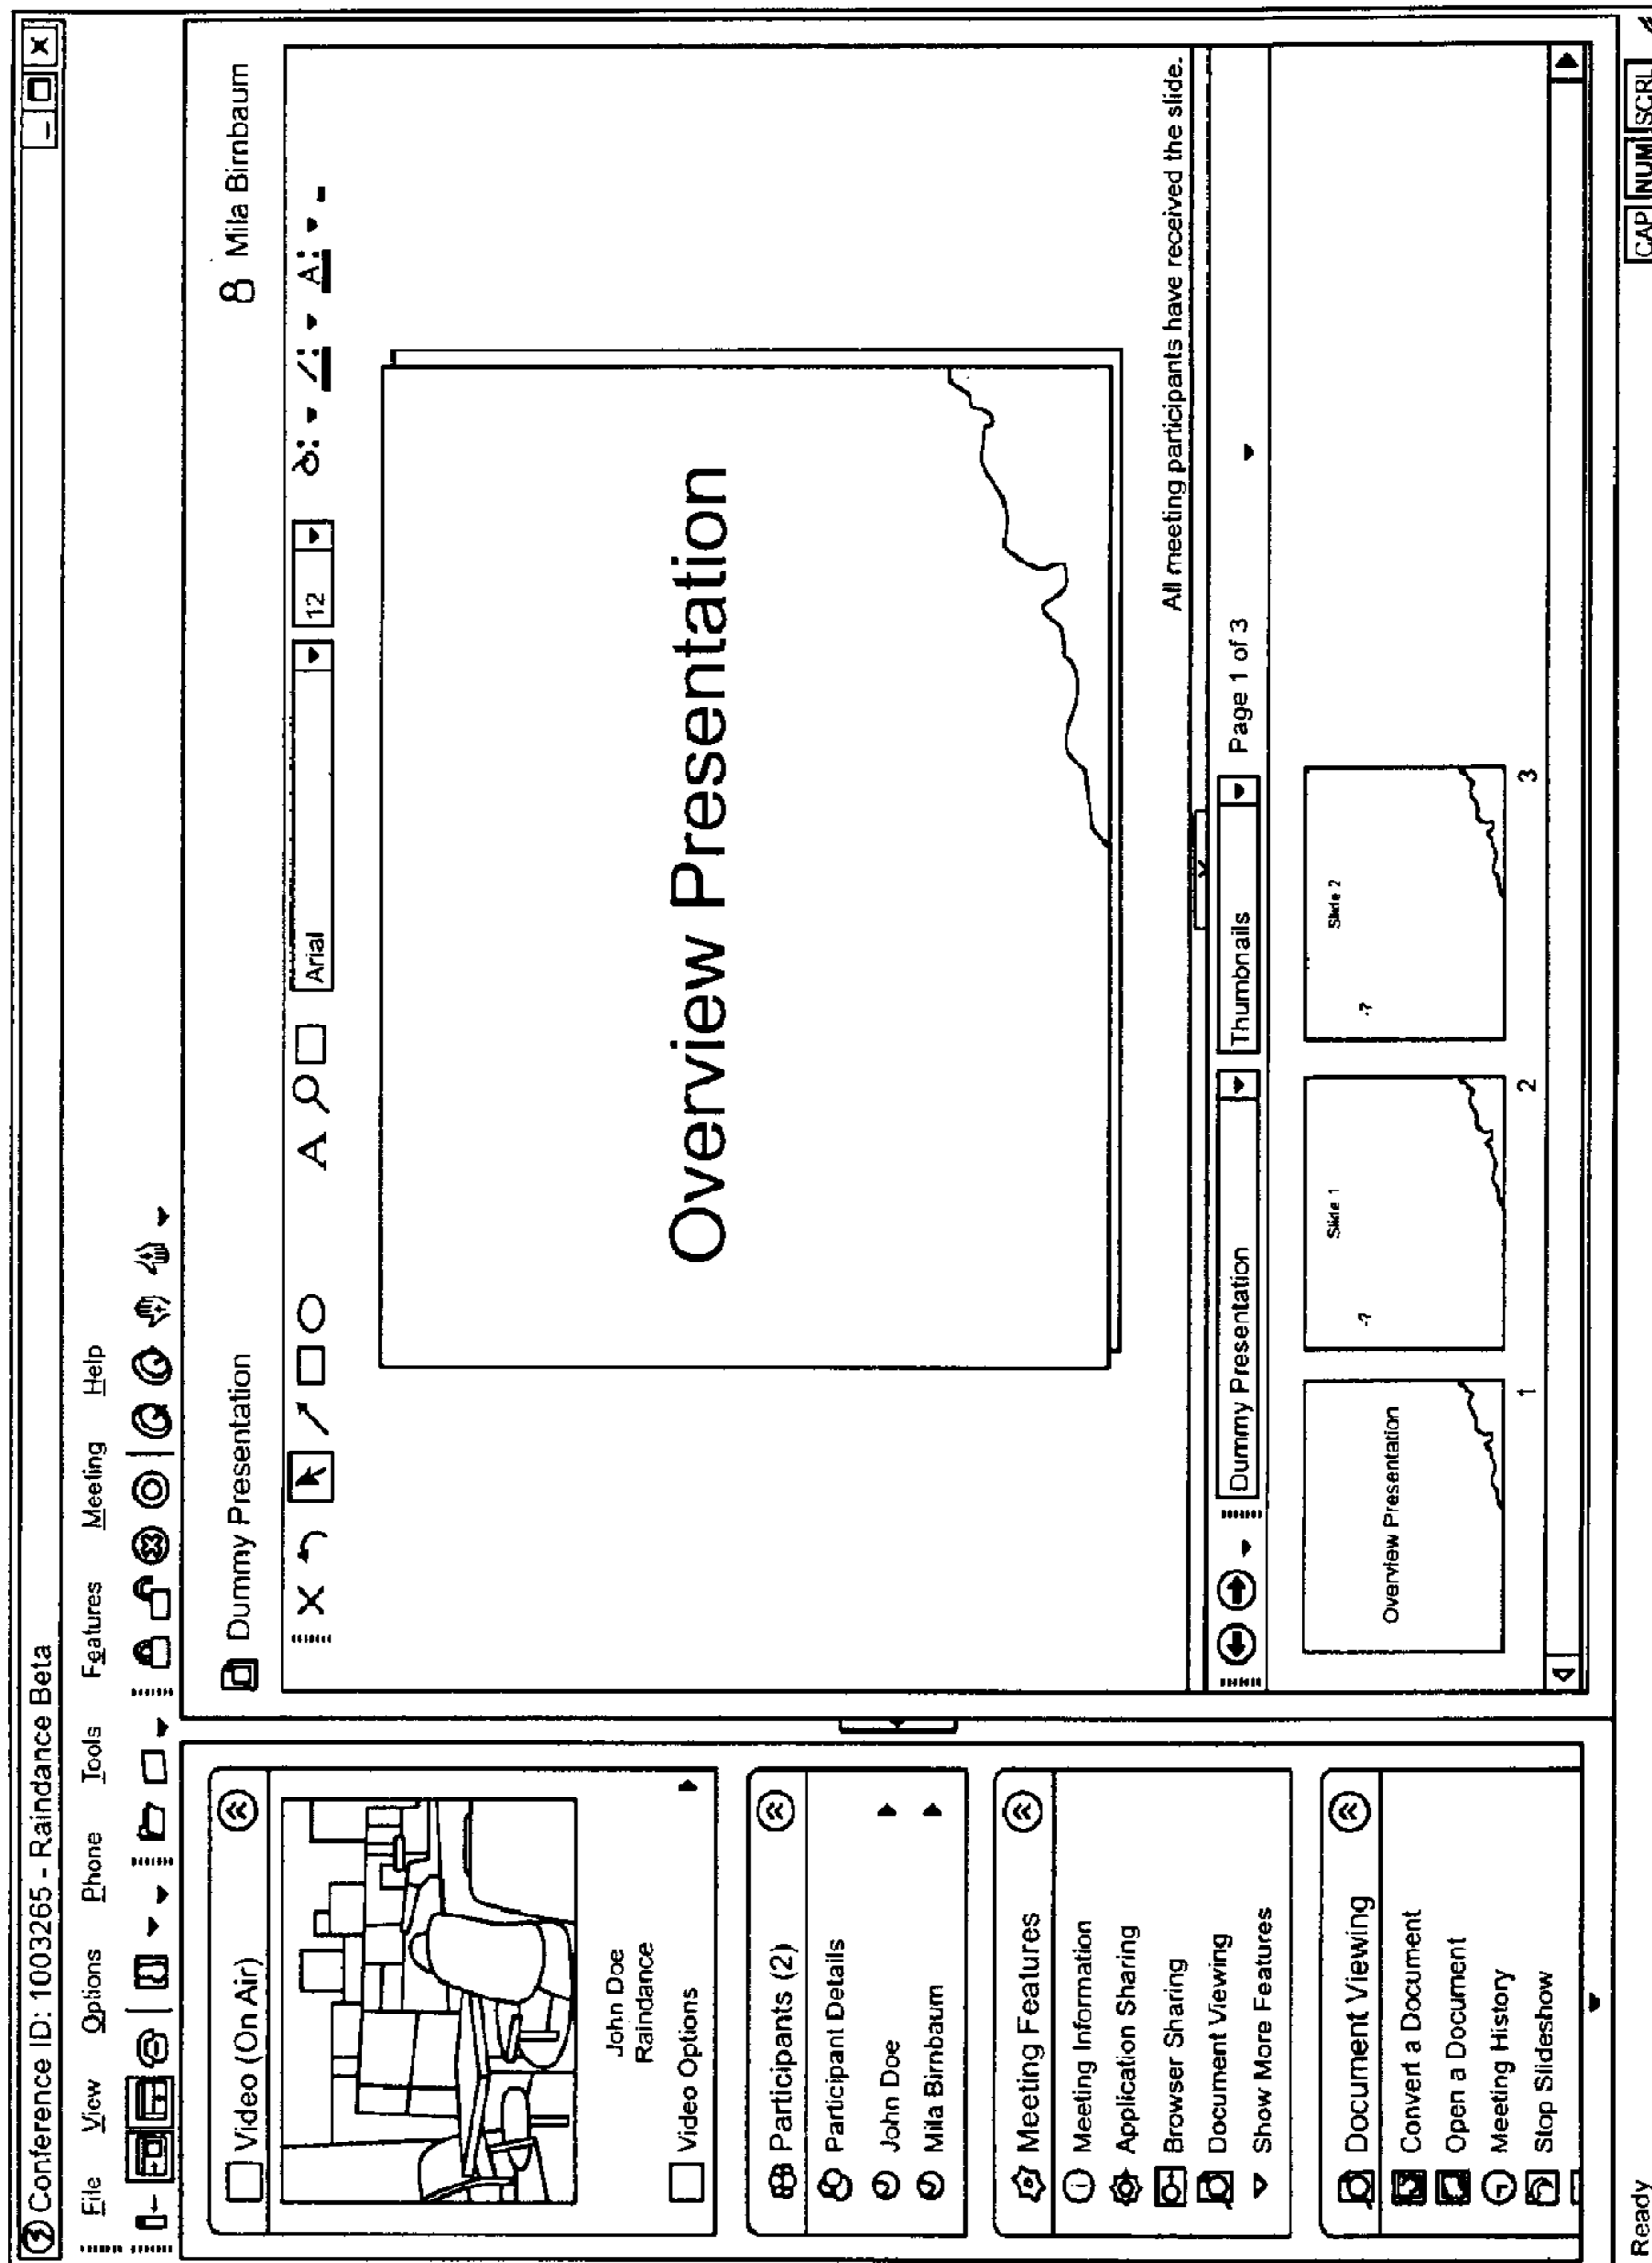 Conference ID: 1003265 - Raindance Beta
File View Options Phone Tools Features Meeting Help
Video (On Air)
John Doe
Raindance
Video Options
Participants (2)
Participant Details
John Doe
Mila Birnbaum
Meeting Features
Meeting Information
Application Sharing
Browser Sharing
Document Viewing
Show More Features
Document Viewing
Convert a Document
Open a Document
Meeting History
Stop Slideshow
Dummy Presentation
Mila Birnbaum
A Arial 12 A
Overview Presentation
All meeting participants have received the slide.
Dummy Presentation Thumbnails Page 1 of 3
Overview Presentation
1
Slide 1
-?
2
Slide 2
-?
3
Ready
CAP NUM SCRL